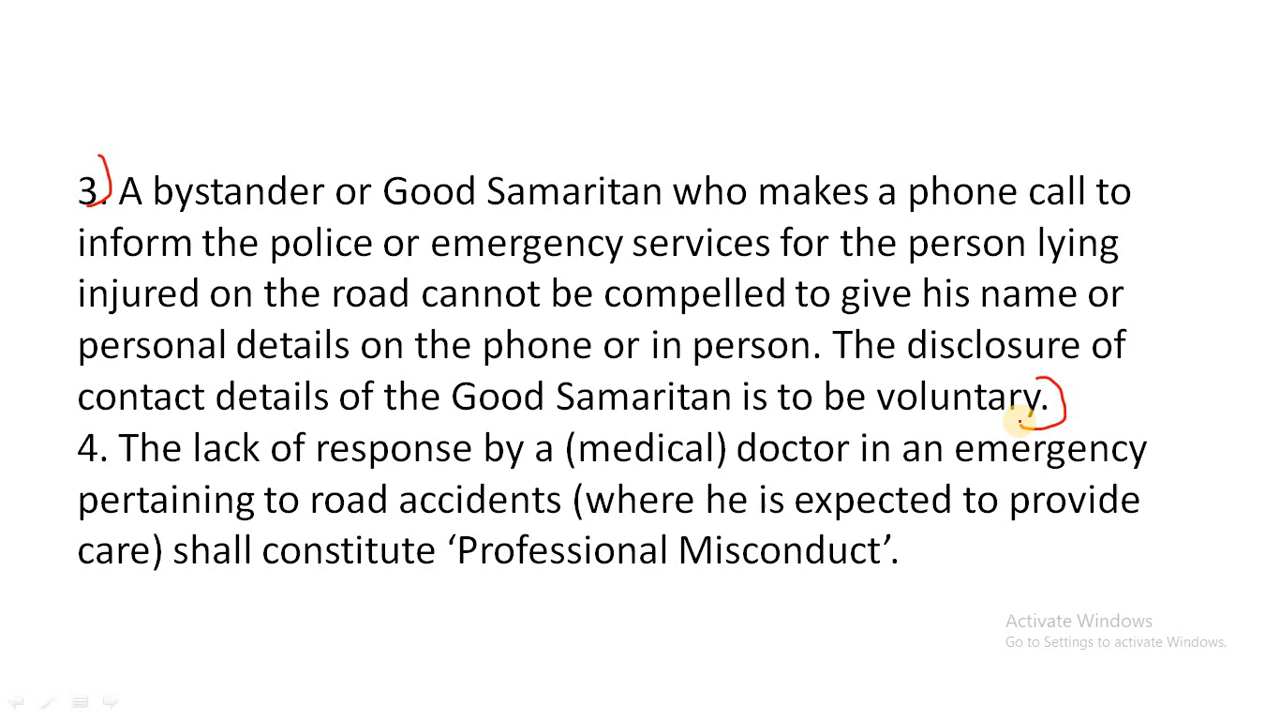 3. A bystander or Good Samaritan who makes a phone call to
inform the police or emergency services for the person lying
injured on the road cannot be compelled to give his name or
personal details on the phone or in person. The disclosure of
contact details of the Good Samaritan is to be voluntary.
4. The lack of response by a (medical) doctor in an emergency
pertaining to road accidents (where he is expected to provide
care) shall constitute ‘Professional Misconduct’.
Activate Windows
Go to Settings to activate Windows.